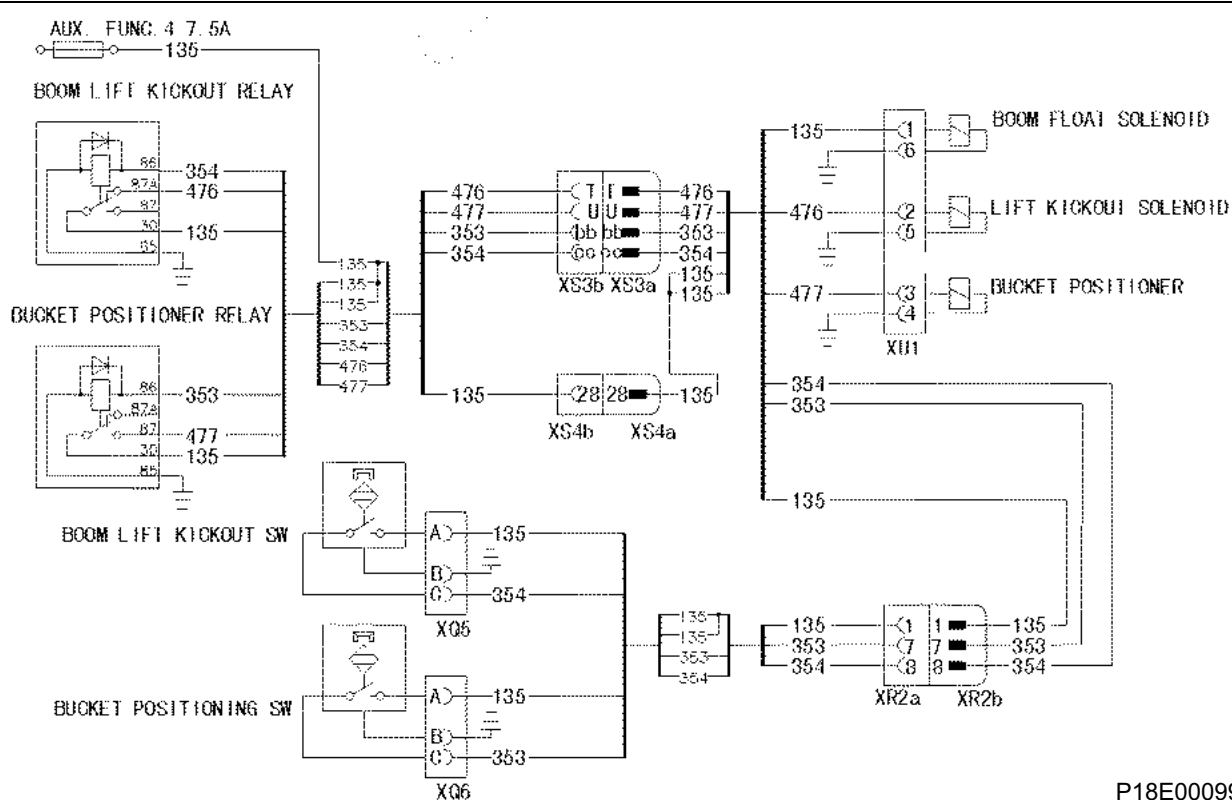 AUX. FUNC.4 7.5A
135
BOOM LIFT KICKOUT RELAY
86 354
87A 476
87
30 135
85
BUCKET POSITIONER RELAY
86 353
87A
87 477
30 135
85
135
135
135
353
354
476
477
476 T T 476
477 U U 477
353 bb bb 353
354 cc cc 354
135
135
XS3b XS3a
135 28 28 135
XS4b XS4a
135 1 BOOM FLOAT SOLENOID
6
476 2 LIFT KICKOUT SOLENOID
5
477 3 BUCKET POSITIONER
4
XU1
354
353
135
BOOM LIFT KICKOUT SW
A 135
B
C 354
XQ5
BUCKET POSITIONING SW
A 135
B
C 353
XQ6
135
135
353
354
135 1 1 135
353 7 7 353
354 8 8 354
XR2a XR2b
P18E00099